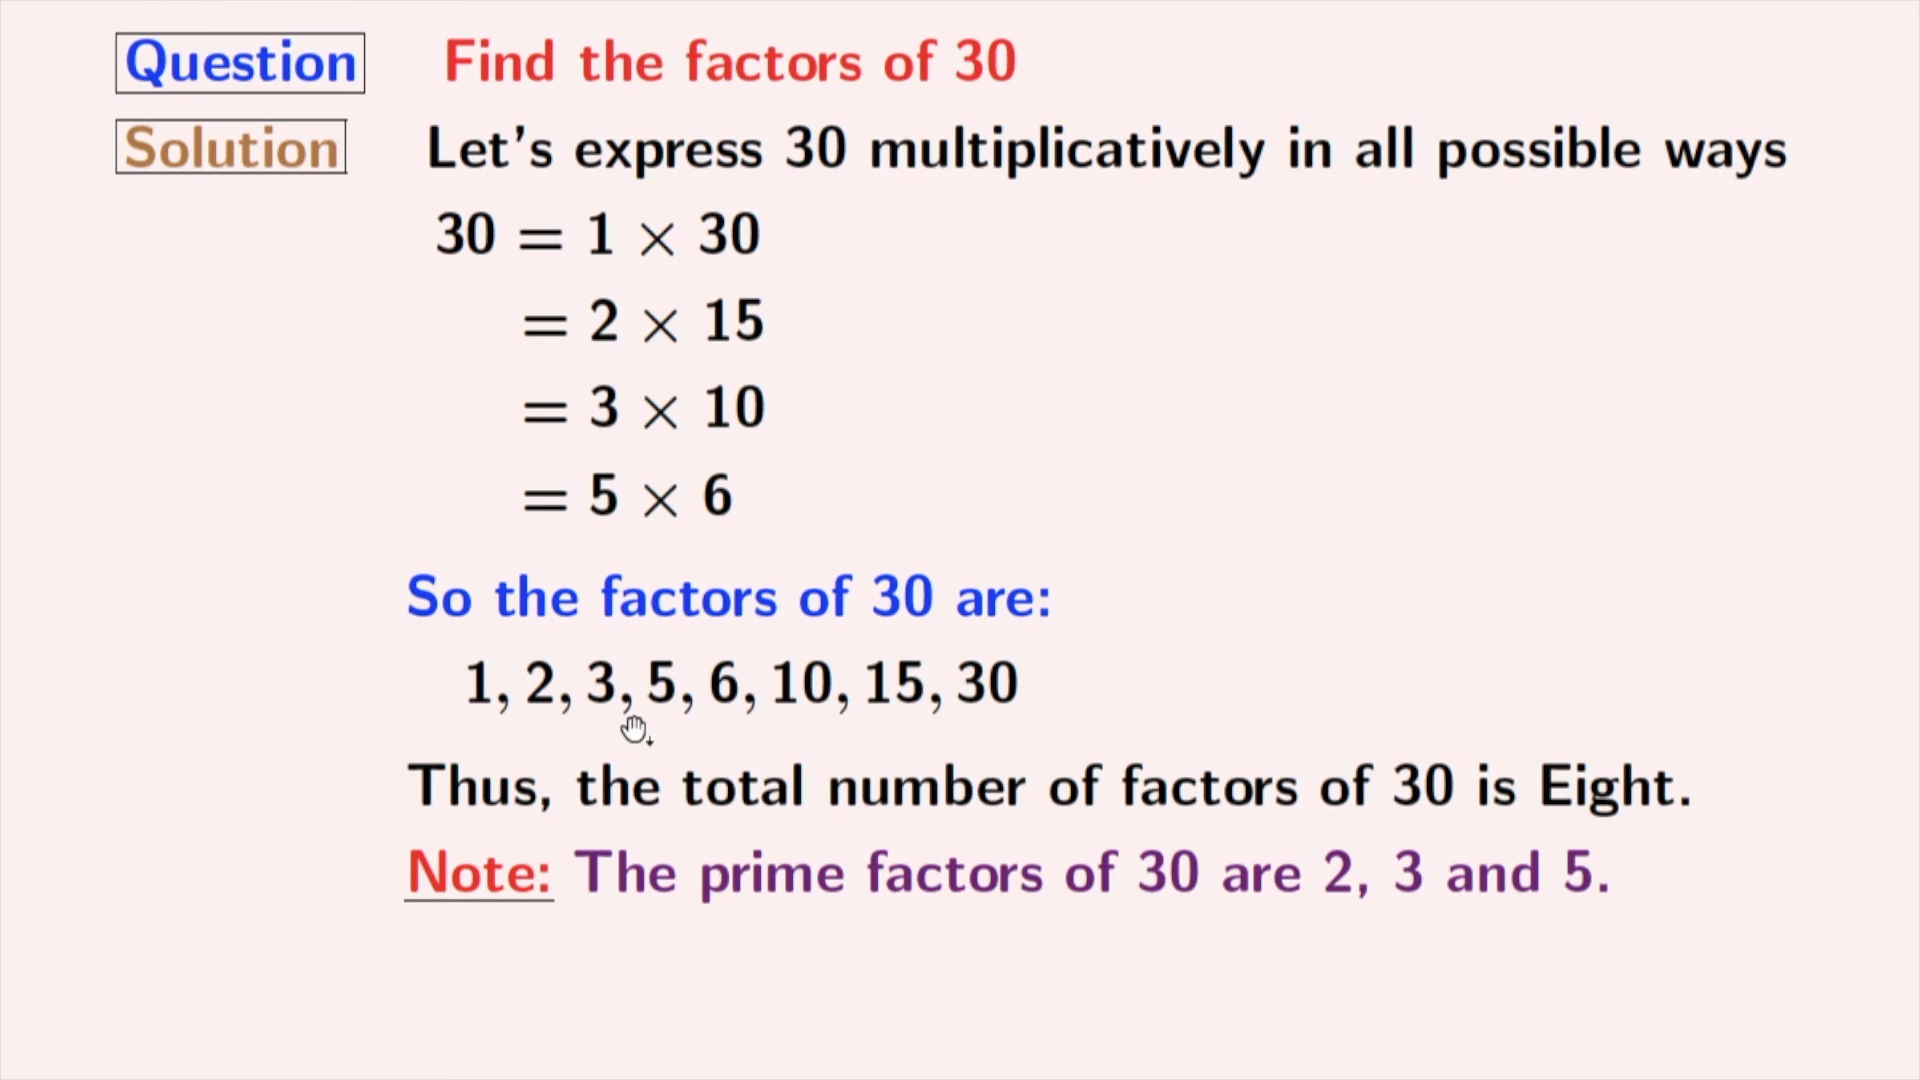 Question Find the factors of 30
Solution Let's express 30 multiplicatively in all possible ways
30 = 1 × 30
= 2 × 15
= 3 × 10
= 5 × 6
So the factors of 30 are:
1, 2, 3, 5, 6, 10, 15, 30
Thus, the total number of factors of 30 is Eight.
Note: The prime factors of 30 are 2, 3 and 5.